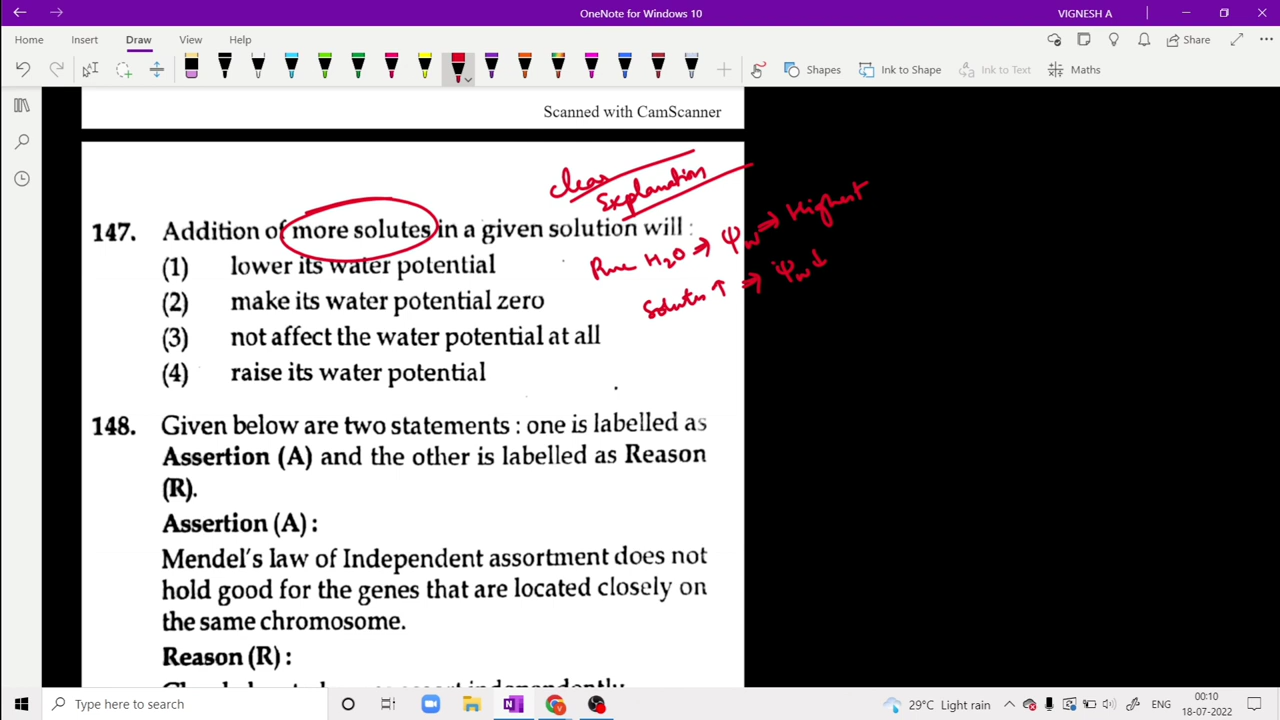 OneNote for Windows 10
VIGNESH A
Home Insert Draw View Help
Share
Shapes Ink to Shape Ink to Text Maths
Scanned with CamScanner
clear
Explanation
147. Addition of more solutes in a given solution will :
(1) lower its water potential
(2) make its water potential zero
(3) not affect the water potential at all
(4) raise its water potential
Pure H₂O → ψw → Highest
Solutes ↑ → ψw ↓
148. Given below are two statements : one is labelled as
Assertion (A) and the other is labelled as Reason
(R).
Assertion (A) :
Mendel's law of Independent assortment does not
hold good for the genes that are located closely on
the same chromosome.
Reason (R) :
Type here to search
29°C Light rain
ENG
00:10
18-07-2022